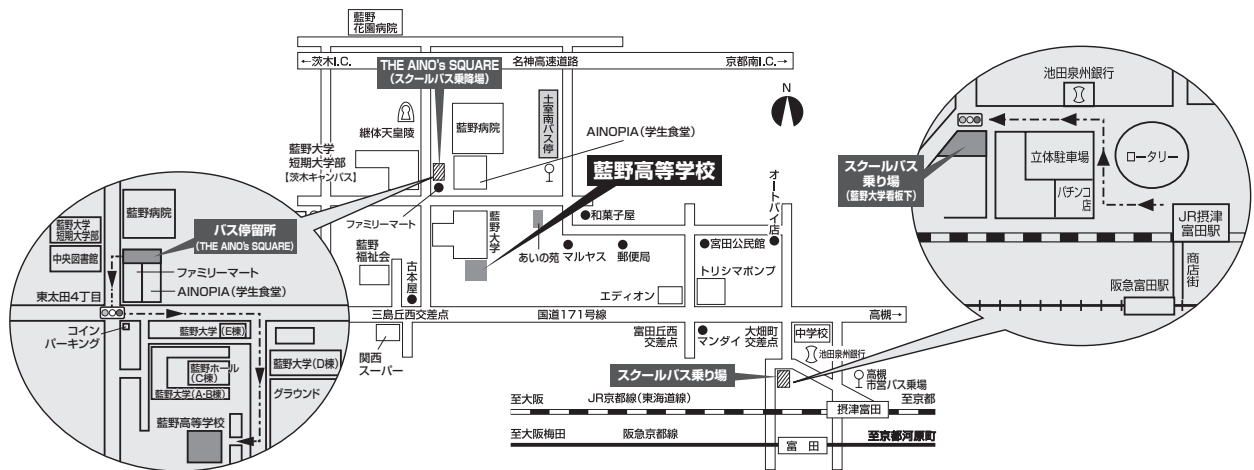 藍野
花園病院
←茨木I.C.
名神高速道路
京都南I.C.→
THE AINO's SQUARE
(スクールバス乗降場)
N
継体天皇陵
藍野病院
土室南バス停
AINOPIA(学生食堂)
藍野大学
短期大学部
【茨木キャンパス】
藍野高等学校
ファミリーマート
藍野大学
あいの苑
和菓子屋
マルヤス
郵便局
宮田公民館
オートバイ店
藍野
福祉会
古本屋
エディオン
トリシマポンプ
三島丘西交差点
国道171号線
高槻→
関西
スーパー
富田丘西
交差点
マンダイ
大畑町
交差点
中学校
池田泉州銀行
スクールバス乗り場
高槻
市営バス乗場
至大阪
JR京都線(東海道線)
摂津富田
至京都
至大阪梅田
阪急京都線
富田
至京都河原町
藍野病院
藍野大学
短期大学部
中央図書館
バス停留所
(THE AINO's SQUARE)
ファミリーマート
AINOPIA(学生食堂)
東太田4丁目
コイン
パーキング
藍野大学
(E棟)
藍野ホール
(C棟)
藍野大学(A・B棟)
藍野大学(D棟)
グラウンド
藍野高等学校
池田泉州銀行
スクールバス
乗り場
(藍野大学看板下)
立体駐車場
パチンコ
店
ロータリー
JR摂津
富田駅
商店街
阪急富田駅